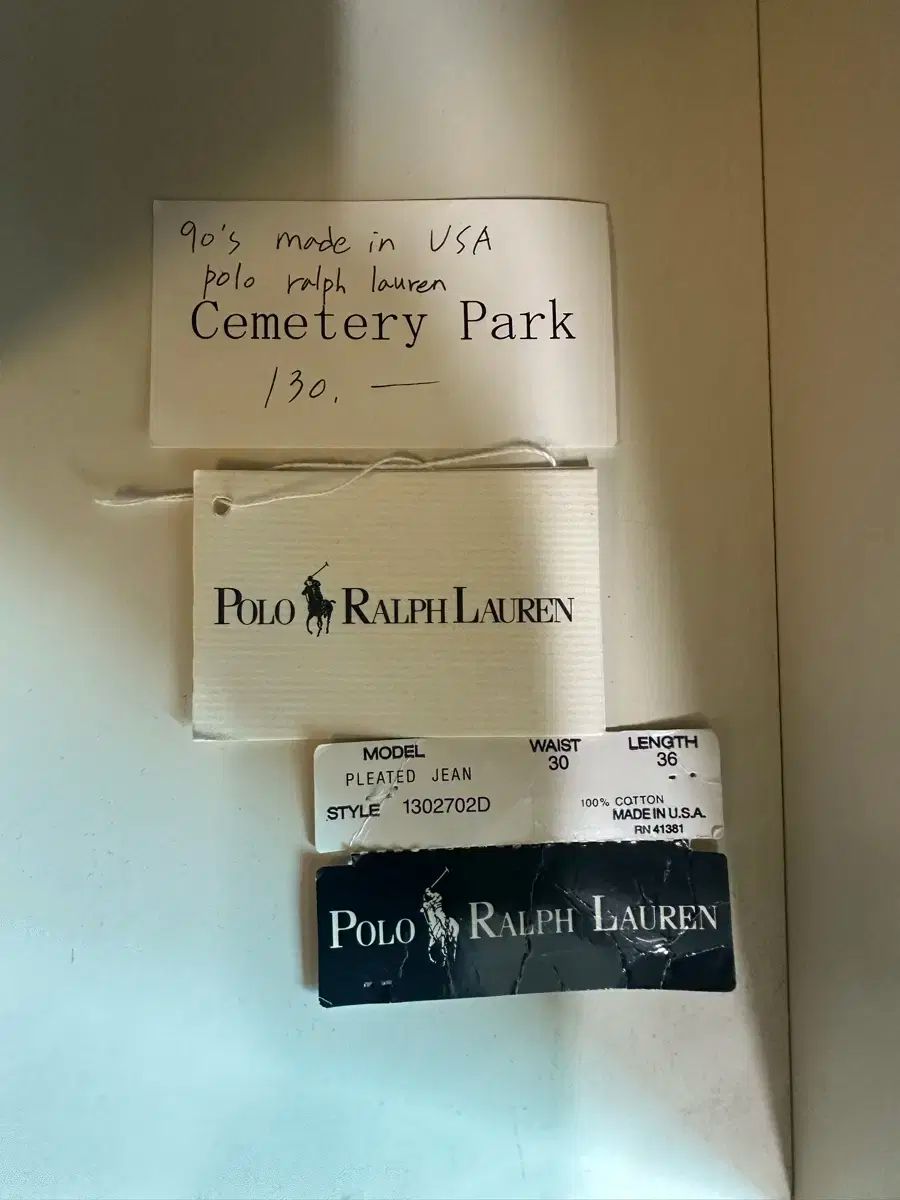 90's made in USA
polo ralph lauren
Cemetery Park
130. —
POLO RALPH LAUREN
MODEL WAIST LENGTH
PLEATED JEAN 30 36
STYLE 1302702D 100% COTTON
MADE IN U.S.A.
RN 41381
POLO RALPH LAUREN